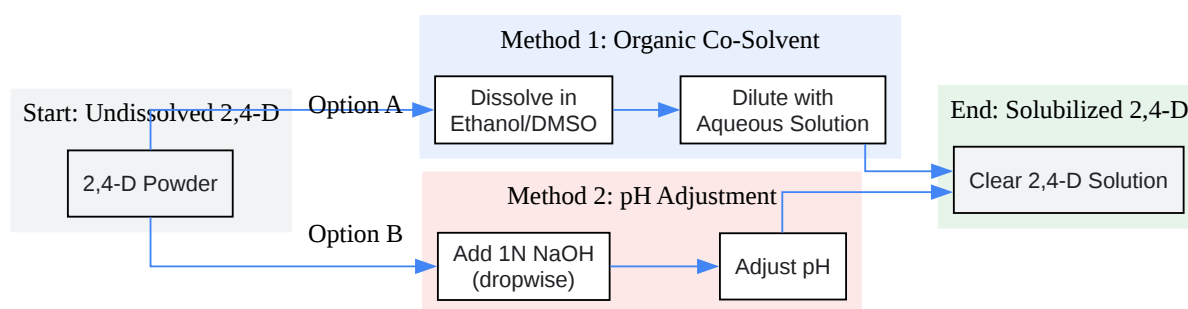 Method 1: Organic Co-Solvent
Start: Undissolved 2,4-D
Option A
Dissolve in
Ethanol/DMSO
Dilute with
Aqueous Solution
End: Solubilized 2,4-D
2,4-D Powder
Clear 2,4-D Solution
Method 2: pH Adjustment
Option B
Add 1N NaOH
(dropwise)
Adjust pH